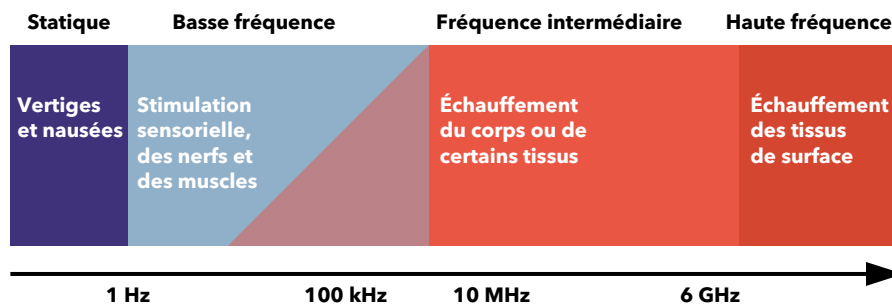 Statique Basse fréquence Fréquence intermédiaire Haute fréquence
Vertiges
et nausées
Stimulation
sensorielle,
des nerfs et
des muscles
Échauffement
du corps ou de
certains tissus
Échauffement
des tissus
de surface
1 Hz 100 kHz 10 MHz 6 GHz